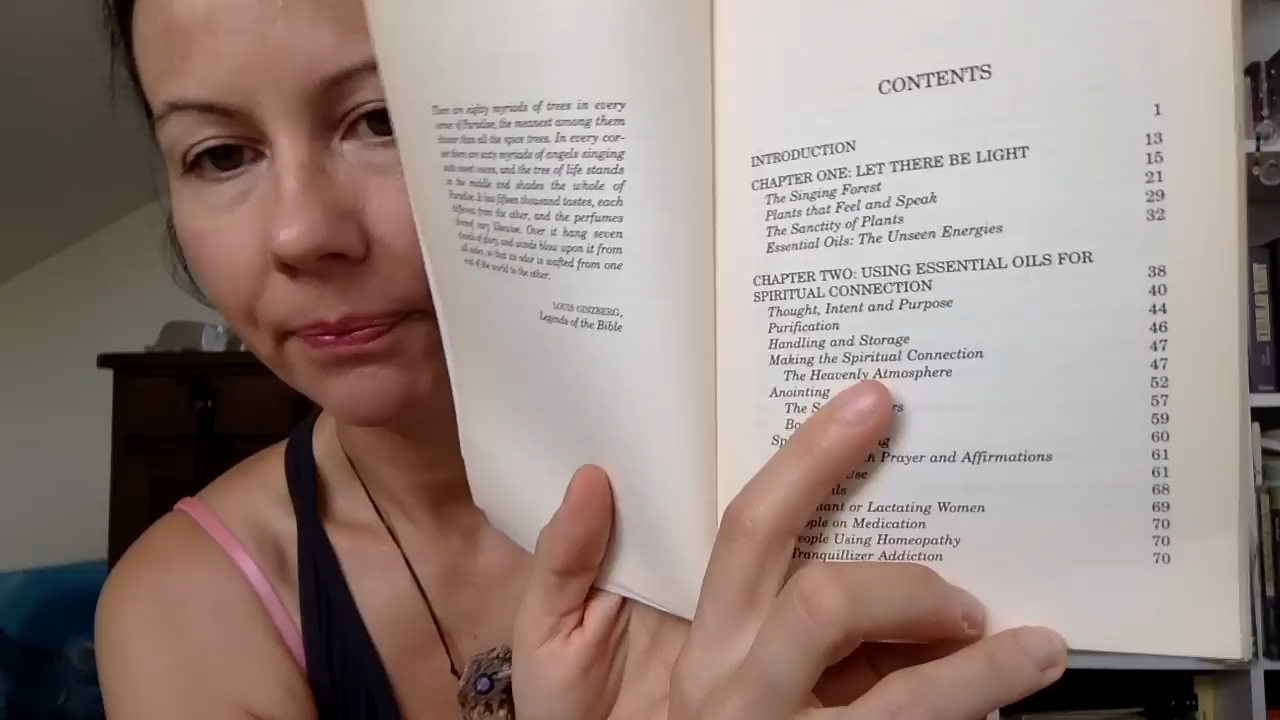 There are eighty myriads of trees in every
corner of Paradise, the meanest among them
choicer than all the spice trees. In every cor-
ner there are sixty myriads of angels singing
with sweet voices, and the tree of life stands
in the middle and shades the whole of
Paradise. It has fifteen thousand tastes, each
different from the other, and the perfumes
thereof vary likewise. Over it hang seven
clouds of glory, and winds blow upon it from
all sides, so that its odor is wafted from one
end of the world to the other.
LOUIS GINZBERG,
Legends of the Bible
CONTENTS
INTRODUCTION 1
CHAPTER ONE: LET THERE BE LIGHT 13
The Singing Forest 15
Plants that Feel and Speak 21
The Sanctity of Plants 29
Essential Oils: The Unseen Energies 32
CHAPTER TWO: USING ESSENTIAL OILS FOR
SPIRITUAL CONNECTION 38
Thought, Intent and Purpose 40
Purification 44
Handling and Storage 46
Making the Spiritual Connection 47
The Heavenly Atmosphere 47
Anointing 52
The 57
59
60
Prayer and Affirmations 61
Use 61
68
or Lactating Women 69
People on Medication 70
People Using Homeopathy 70
Tranquillizer Addiction 70